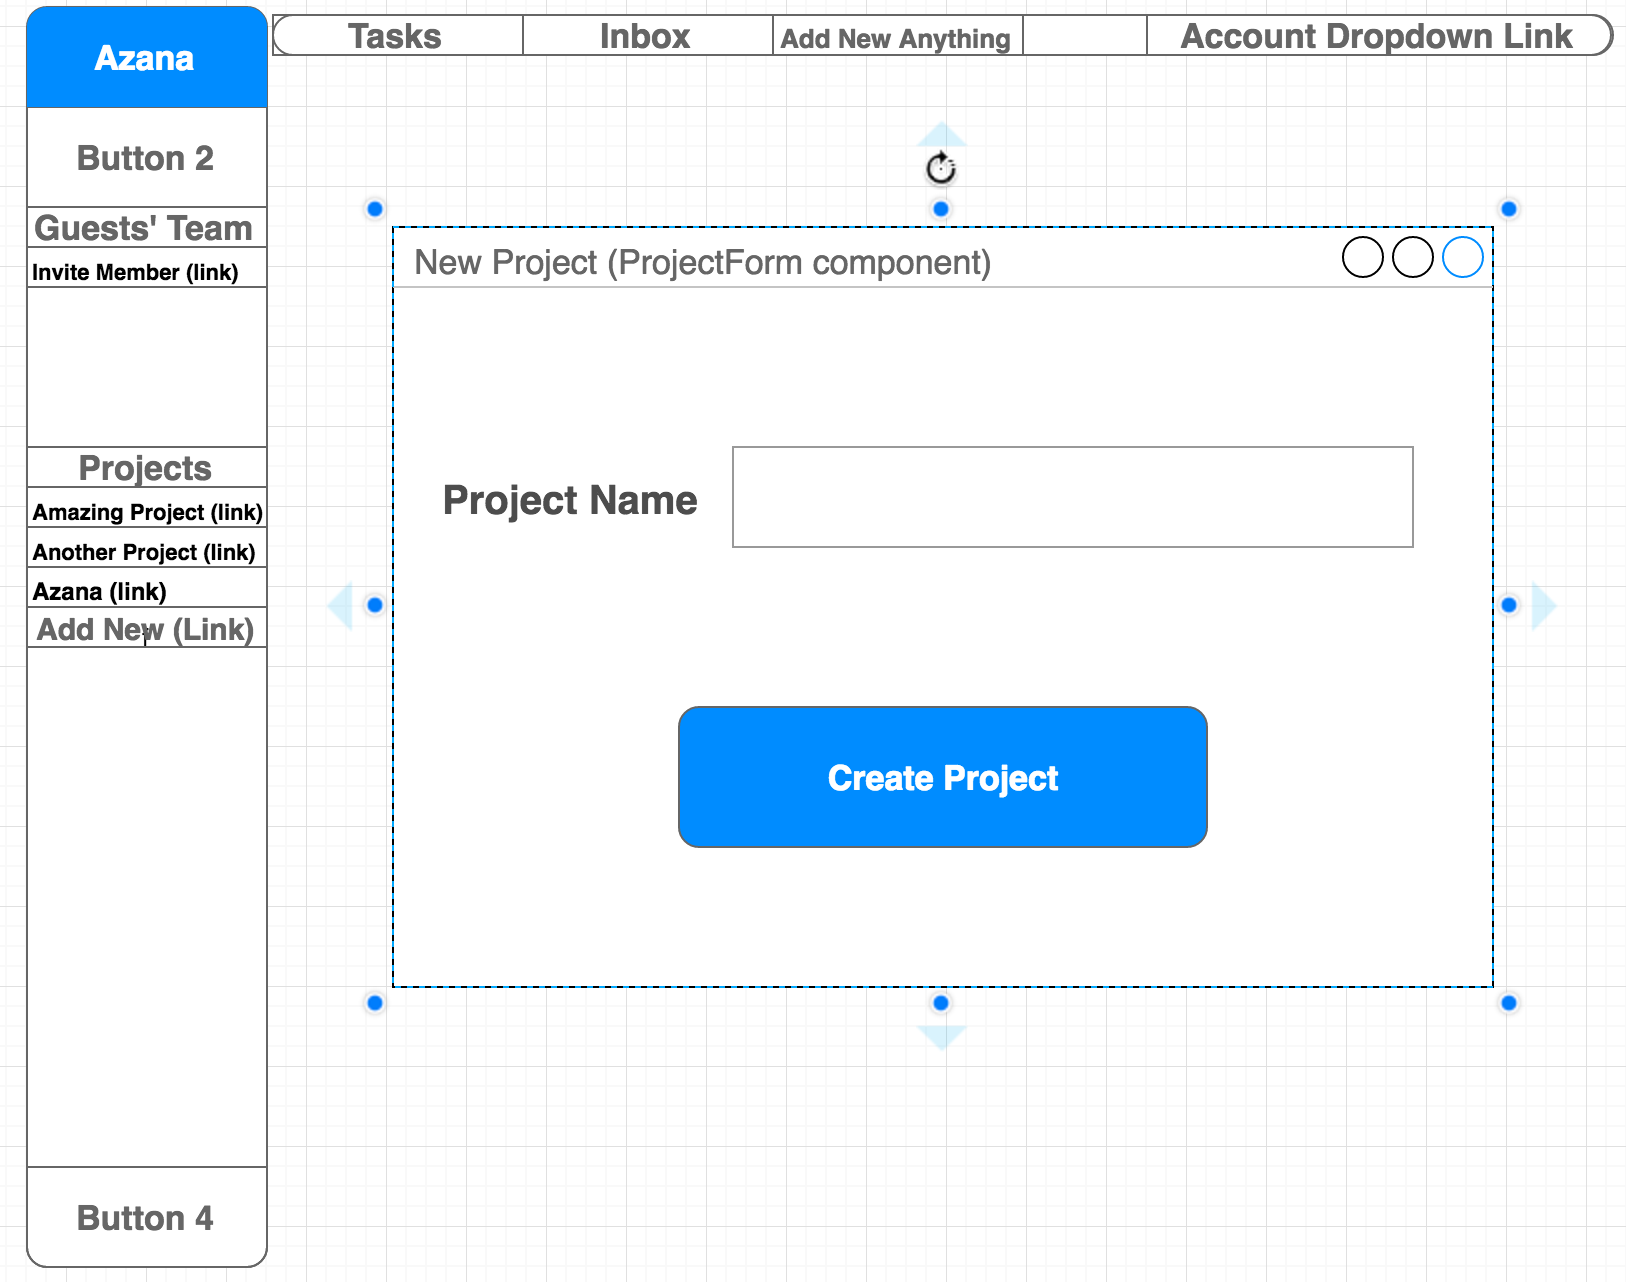 Azana
Tasks
Inbox
Add New Anything
Account Dropdown Link
Button 2
Guests' Team
Invite Member (link)
Projects
Amazing Project (link)
Another Project (link)
Azana (link)
Add New (Link)
Button 4
New Project (ProjectForm component)
Project Name
Create Project